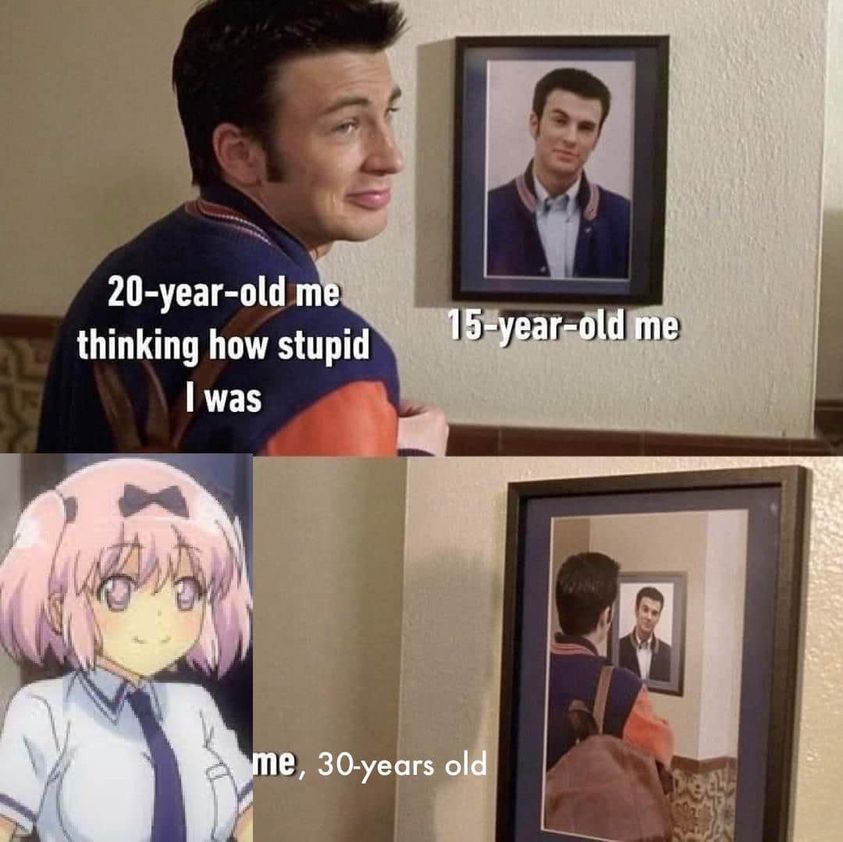 20-year-old me
thinking how stupid
I was
15-year-old me
me, 30-years old